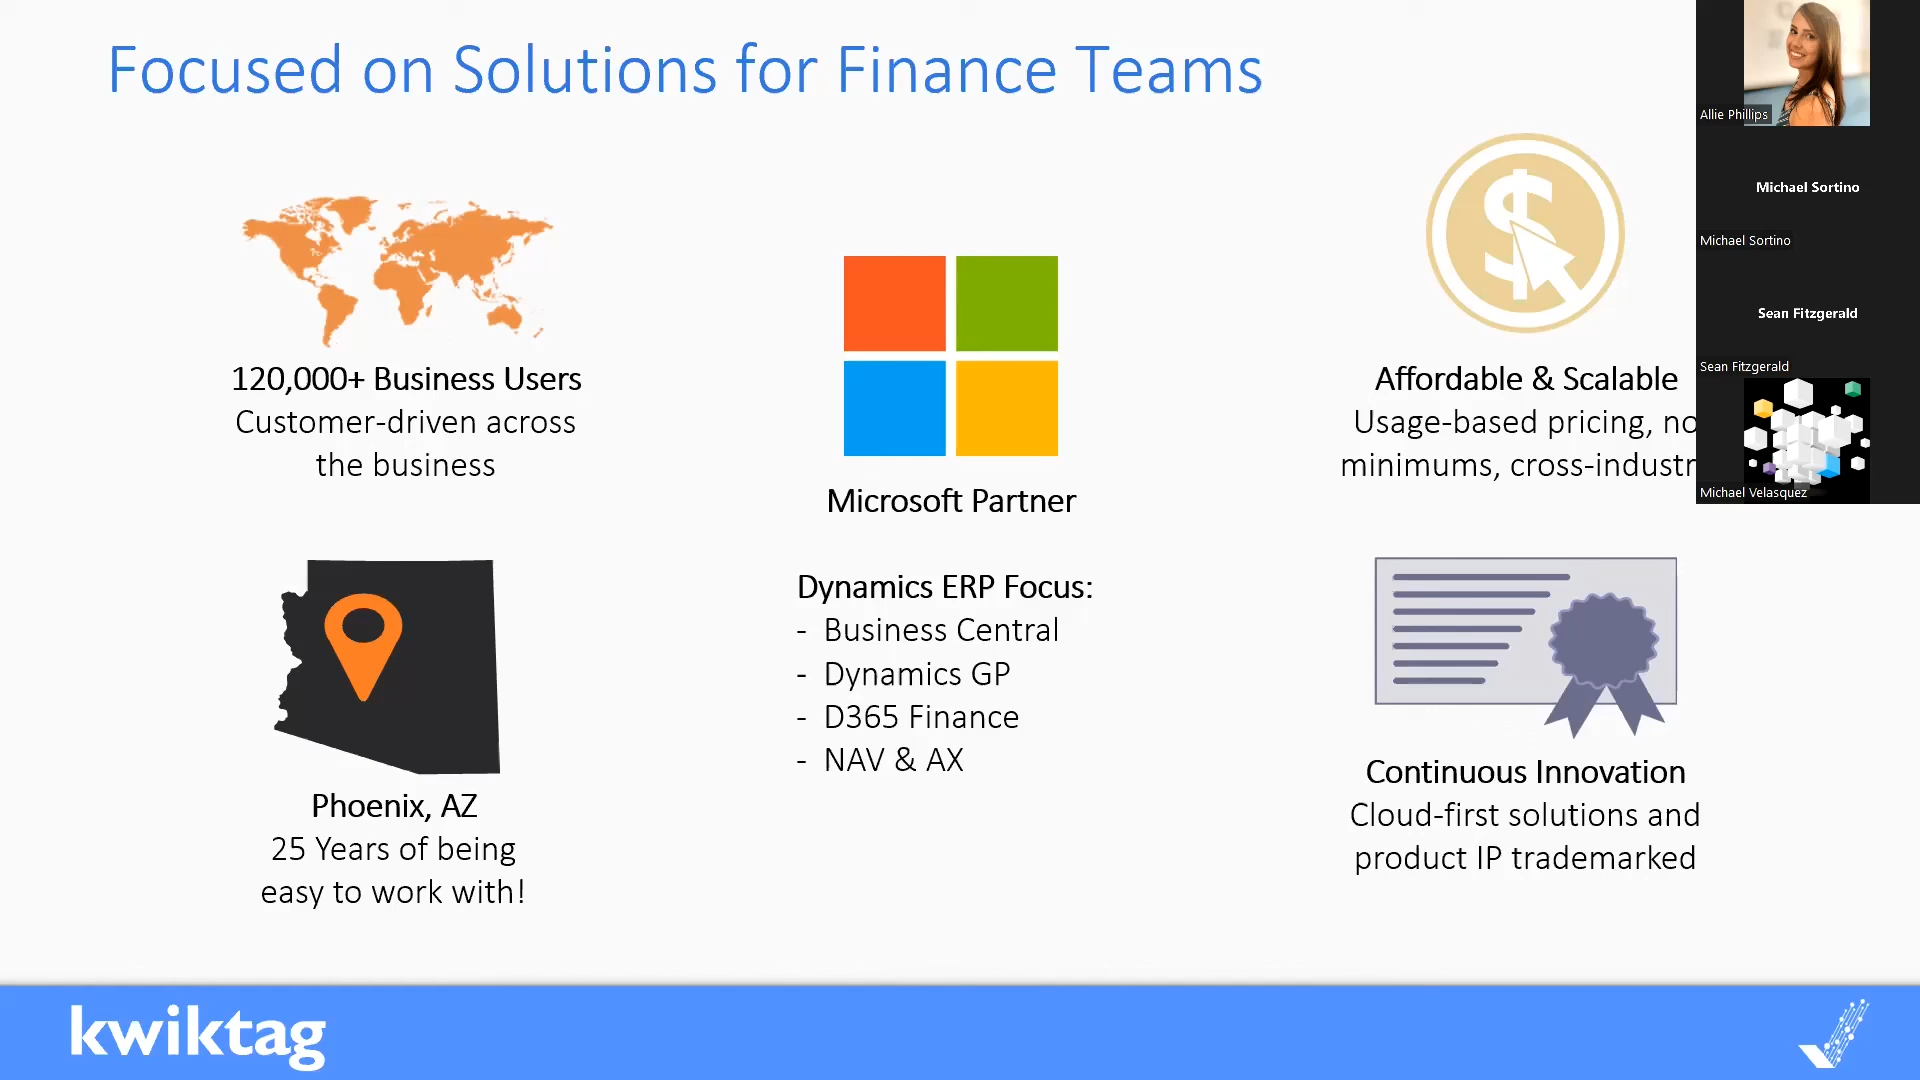 Focused on Solutions for Finance Teams
120,000+ Business Users
Customer-driven across
the business
Phoenix, AZ
25 Years of being
easy to work with!
Microsoft Partner
Dynamics ERP Focus:
- Business Central
- Dynamics GP
- D365 Finance
- NAV & AX
$
Affordable & Scalable
Usage-based pricing, no
minimums, cross-industr
Continuous Innovation
Cloud-first solutions and
product IP trademarked
Allie Phillips
Michael Sortino
Michael Sortino
Sean Fitzgerald
Sean Fitzgerald
Michael Velasquez
kwiktag